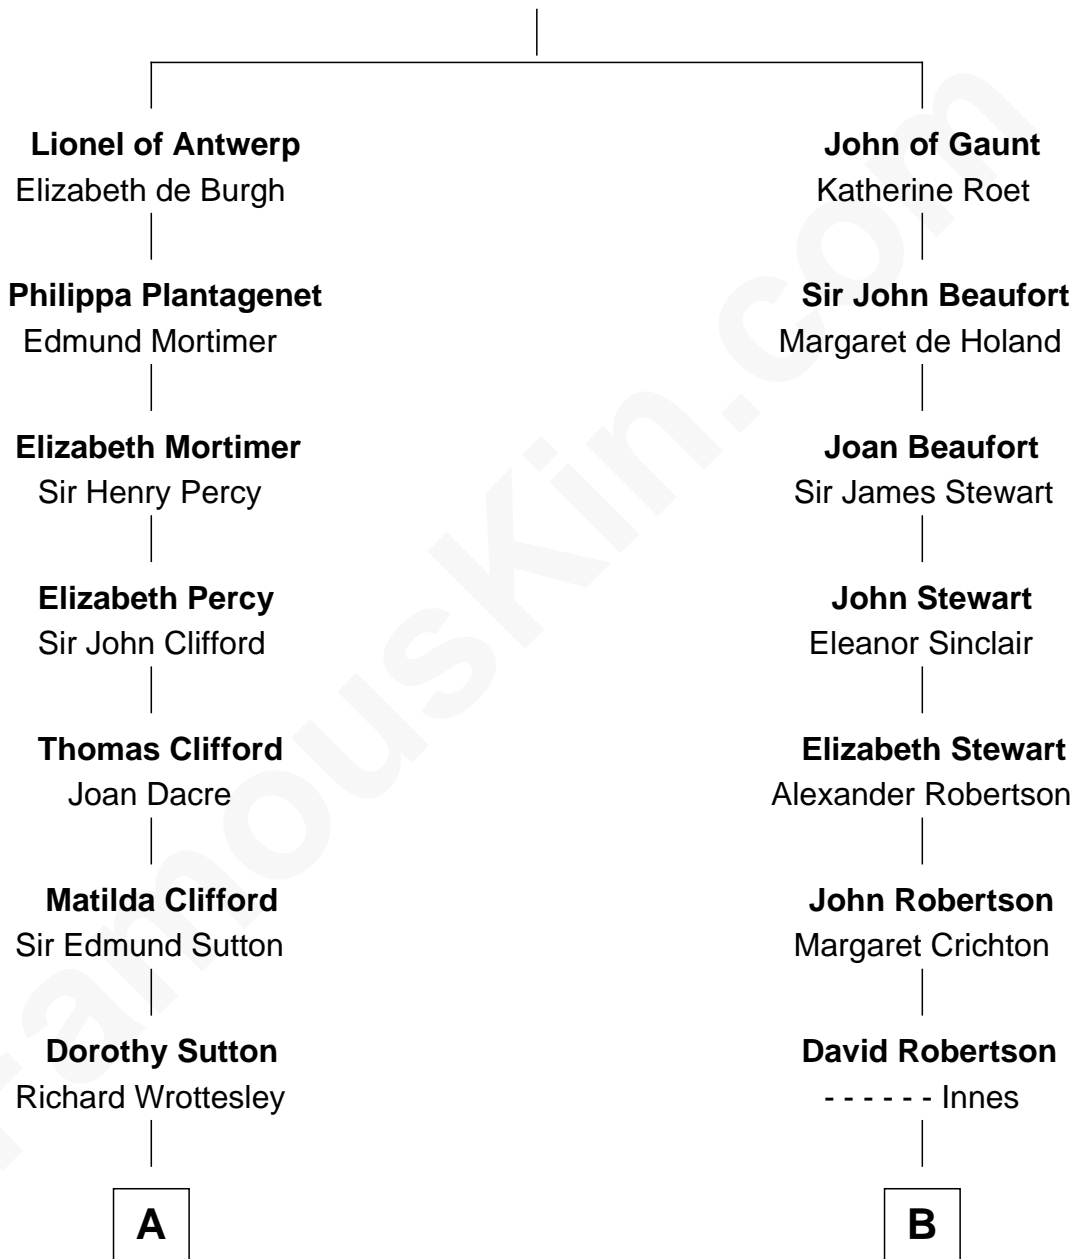 Lionel of Antwerp
Elizabeth de Burgh
Philippa Plantagenet
Edmund Mortimer
Elizabeth Mortimer
Sir Henry Percy
Elizabeth Percy
Sir John Clifford
Thomas Clifford
Joan Dacre
Matilda Clifford
Sir Edmund Sutton
Dorothy Sutton
Richard Wrottesley
A
John of Gaunt
Katherine Roet
Sir John Beaufort
Margaret de Holand
Joan Beaufort
Sir James Stewart
John Stewart
Eleanor Sinclair
Elizabeth Stewart
Alexander Robertson
John Robertson
Margaret Crichton
David Robertson
- - - - - - Innes
B
FamousKin.com